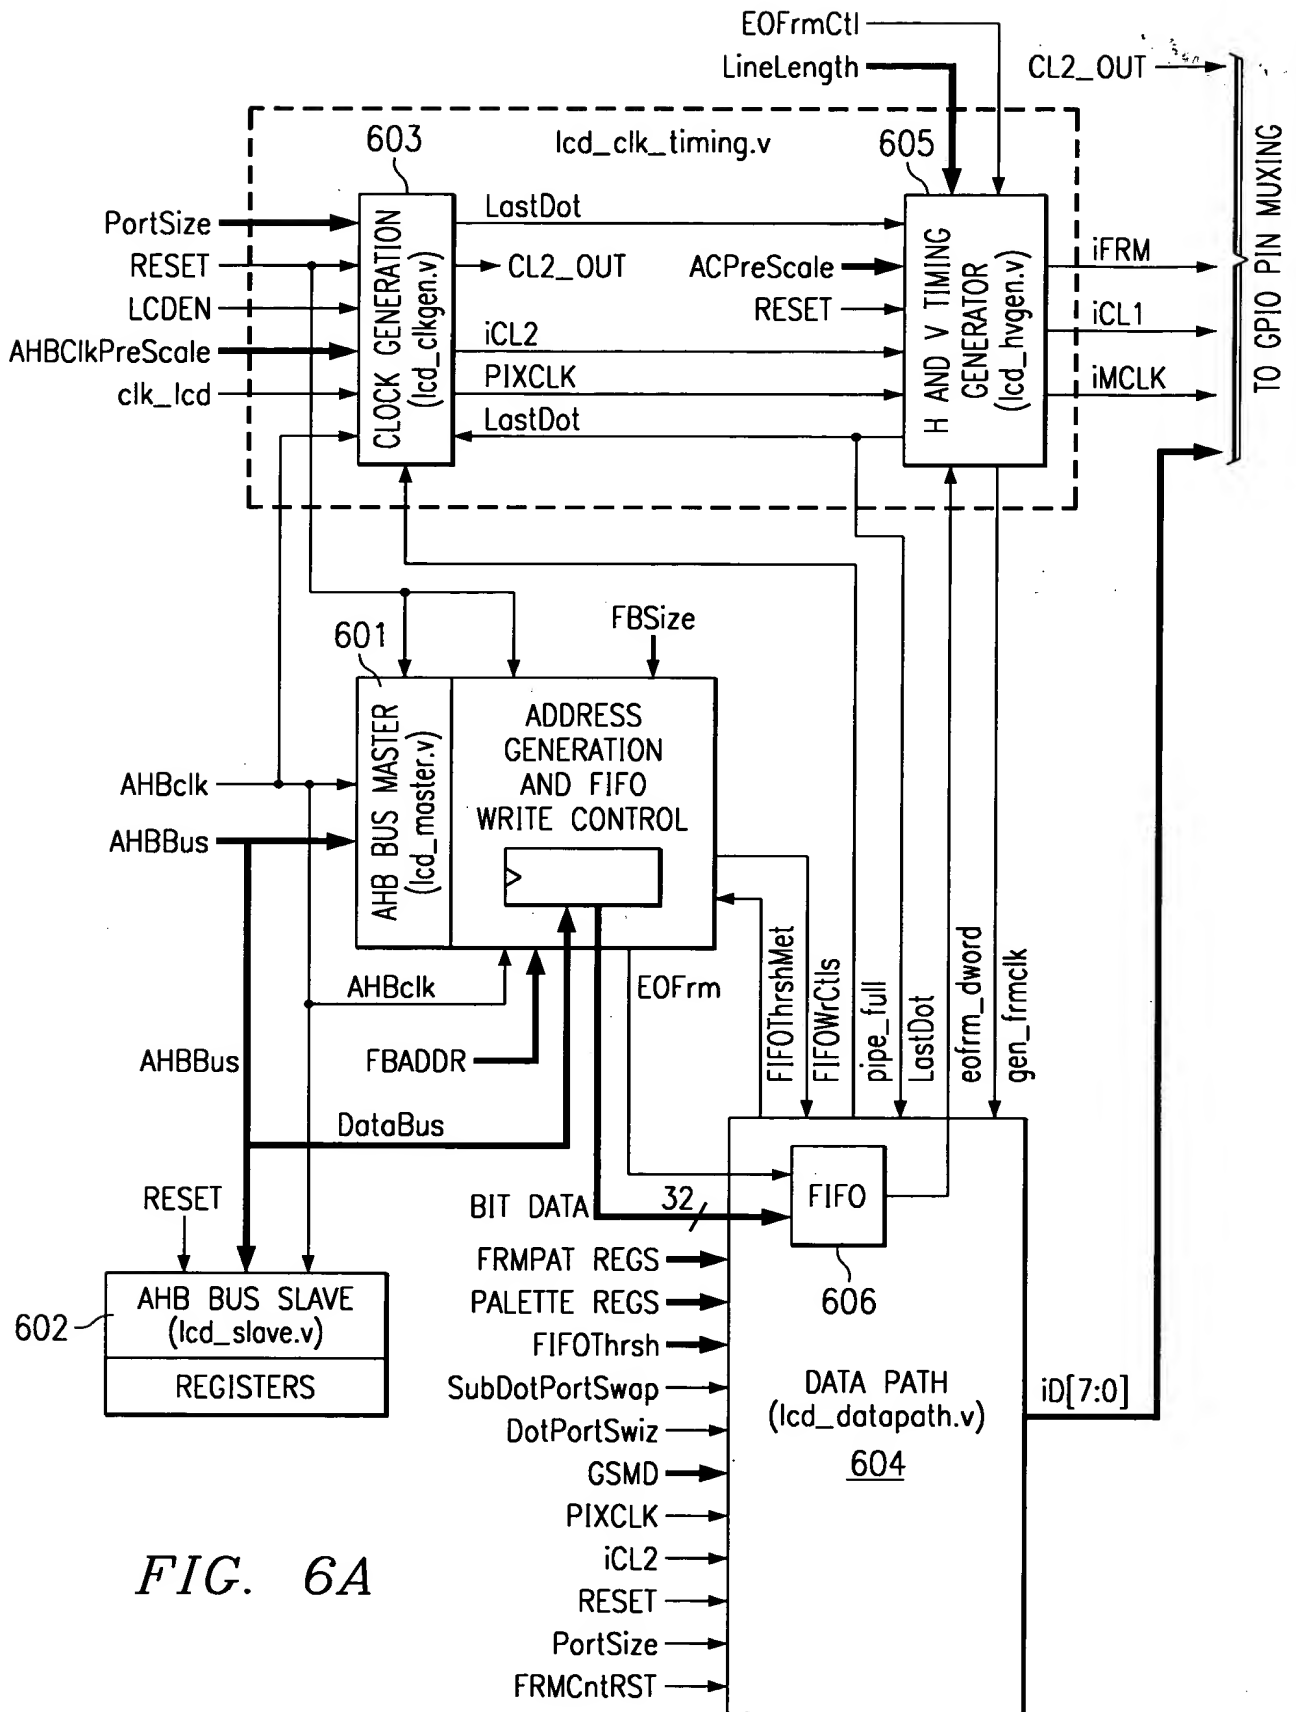 EOFrmCtl
LineLength
CL2_OUT
TO GPIO PIN MUXING
lcd_clk_timing.v
603
605
PortSize
RESET
LCDEN
AHBClkPreScale
clk_lcd
CLOCK GENERATION
(lcd_clkgen.v)
LastDot
CL2_OUT
iCL2
PIXCLK
LastDot
ACPreScale
RESET
H AND V TIMING
GENERATOR
(lcd_hvgen.v)
iFRM
iCL1
iMCLK
601
FBSize
AHB BUS MASTER
(lcd_master.v)
ADDRESS
GENERATION
AND FIFO
WRITE CONTROL
AHBclk
AHBBus
AHBclk
EOFrm
FIFOThrshMet
FIFOWrCtls
pipe_full
LastDot
eofrm_dword
gen_frmclk
AHBBus
FBADDR
DataBus
RESET
BIT DATA
32
FIFO
606
AHB BUS SLAVE
(lcd_slave.v)
REGISTERS
602
FRMPAT REGS
PALETTE REGS
FIFOThrsh
SubDotPortSwap
DotPortSwiz
GSMD
PIXCLK
iCL2
RESET
PortSize
FRMCntRST
DATA PATH
(lcd_datapath.v)
604
iD[7:0]
FIG. 6A